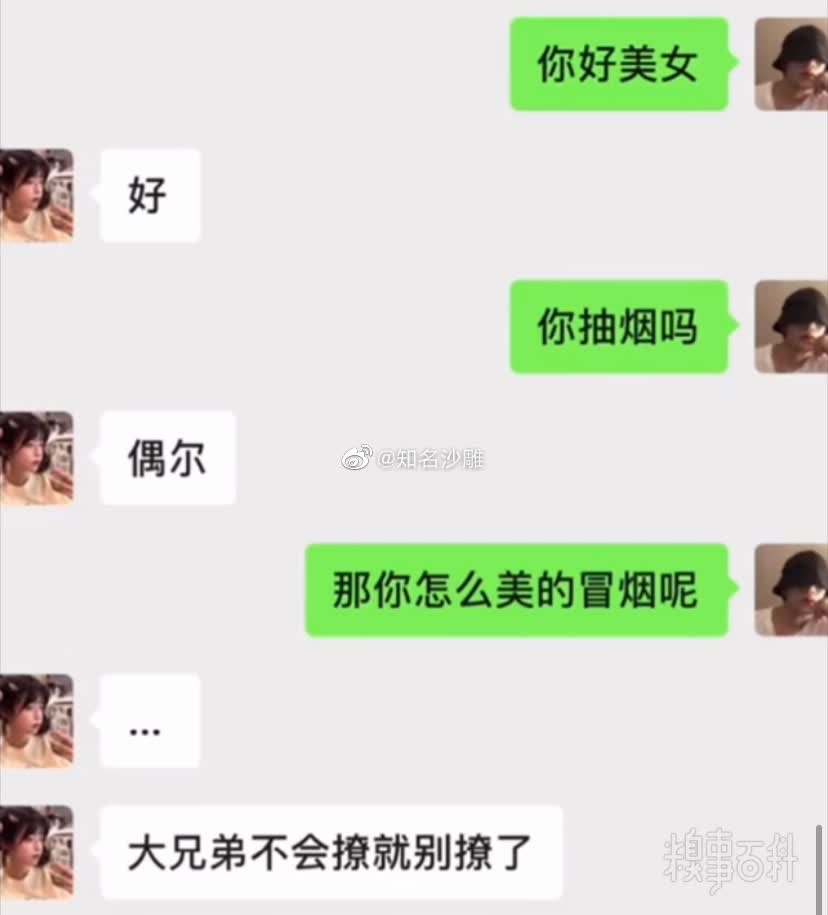 你好美女
好
你抽烟吗
偶尔
@知名沙雕
那你怎么美的冒烟呢
...
大兄弟不会撩就别撩了
糗事百科